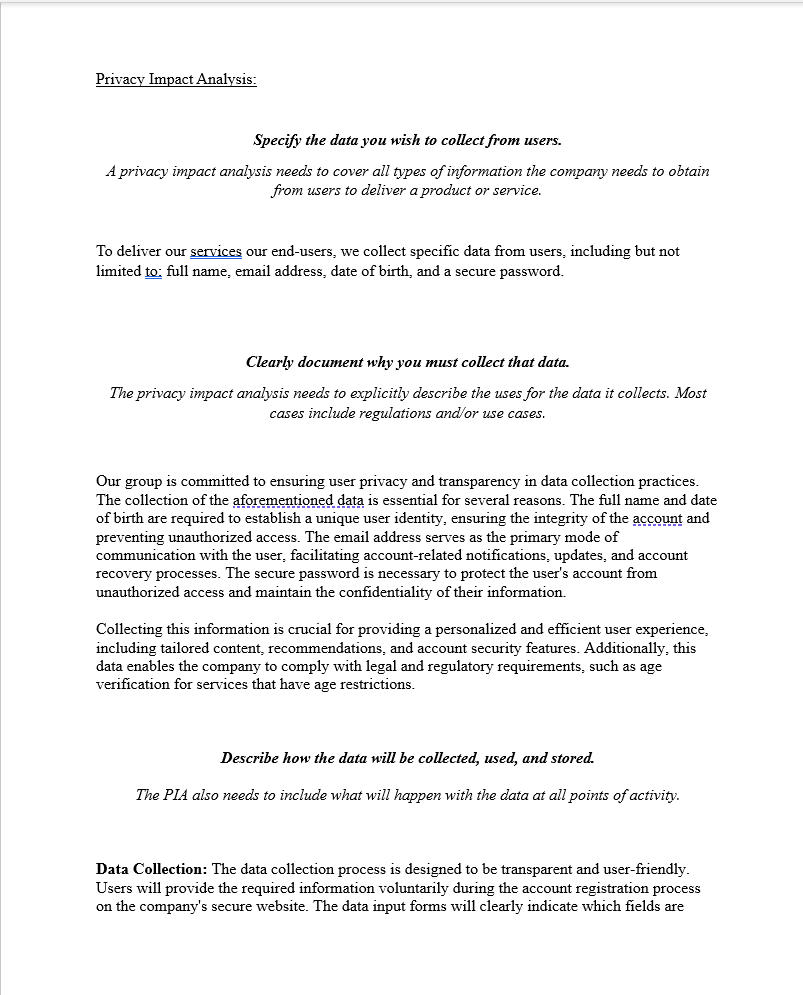 Privacy Impact Analysis:
Specify the data you wish to collect from users.
A privacy impact analysis needs to cover all types of information the company needs to obtain
from users to deliver a product or service.
To deliver our services our end-users, we collect specific data from users, including but not
limited to; full name, email address, date of birth, and a secure password.
Clearly document why you must collect that data.
The privacy impact analysis needs to explicitly describe the uses for the data it collects. Most
cases include regulations and/or use cases.
Our group is committed to ensuring user privacy and transparency in data collection practices.
The collection of the aforementioned data is essential for several reasons. The full name and date
of birth are required to establish a unique user identity, ensuring the integrity of the account and
preventing unauthorized access. The email address serves as the primary mode of
communication with the user, facilitating account-related notifications, updates, and account
recovery processes. The secure password is necessary to protect the user's account from
unauthorized access and maintain the confidentiality of their information.
Collecting this information is crucial for providing a personalized and efficient user experience,
including tailored content, recommendations, and account security features. Additionally, this
data enables the company to comply with legal and regulatory requirements, such as age
verification for services that have age restrictions.
Describe how the data will be collected, used, and stored.
The PIA also needs to include what will happen with the data at all points of activity.
Data Collection: The data collection process is designed to be transparent and user-friendly.
Users will provide the required information voluntarily during the account registration process
on the company's secure website. The data input forms will clearly indicate which fields are